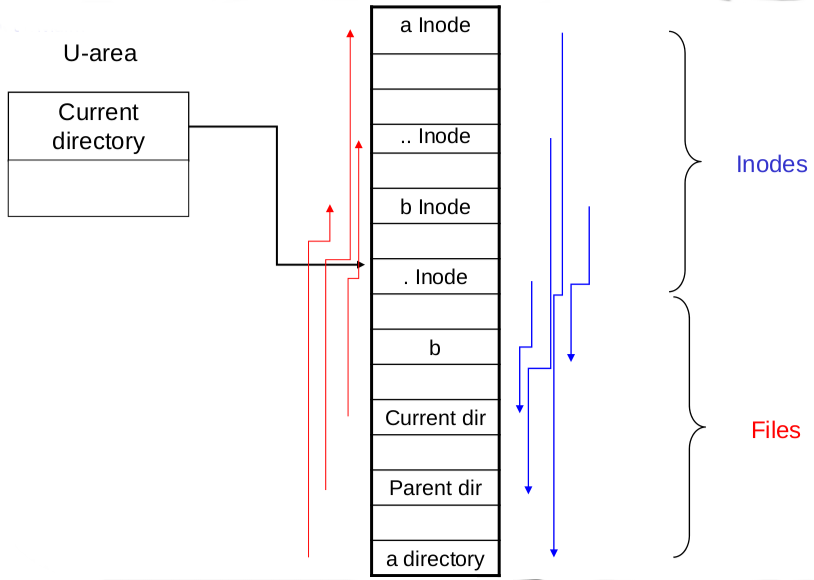 U-area
Current
directory
a Inode
.. Inode
b Inode
. Inode
b
Current dir
Parent dir
a directory
Inodes
Files